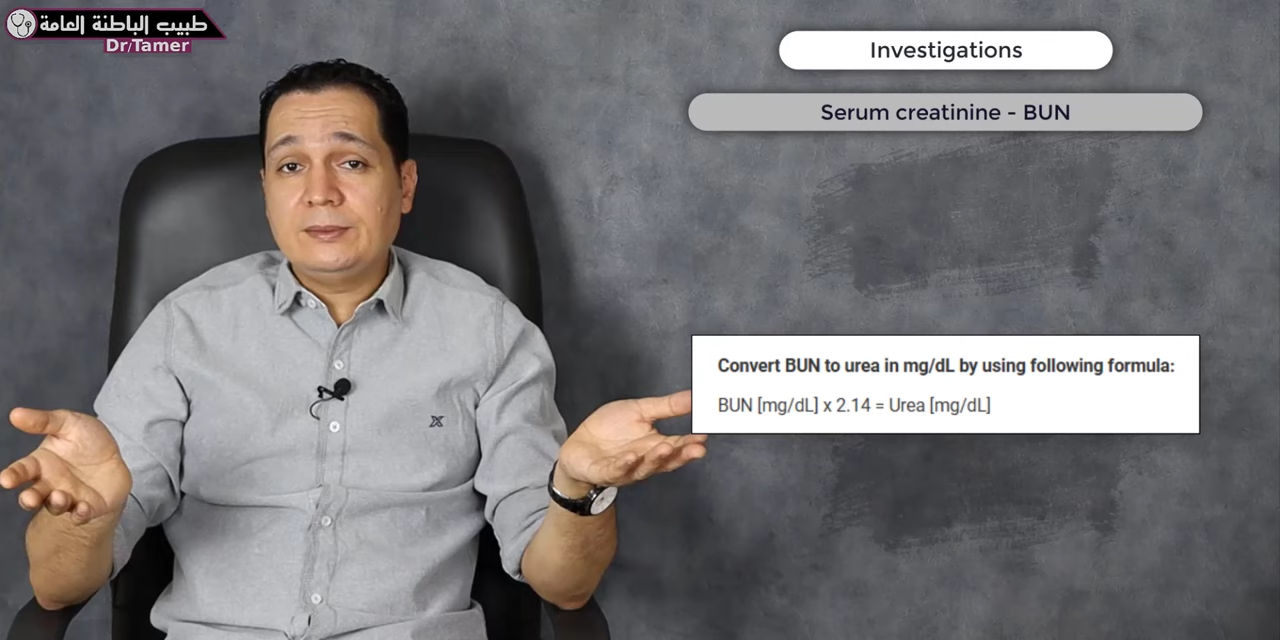 طبيب الباطنة العامة
Dr/Tamer
Investigations
Serum creatinine - BUN
Convert BUN to urea in mg/dL by using following formula:
BUN [mg/dL] x 2.14 = Urea [mg/dL]
X